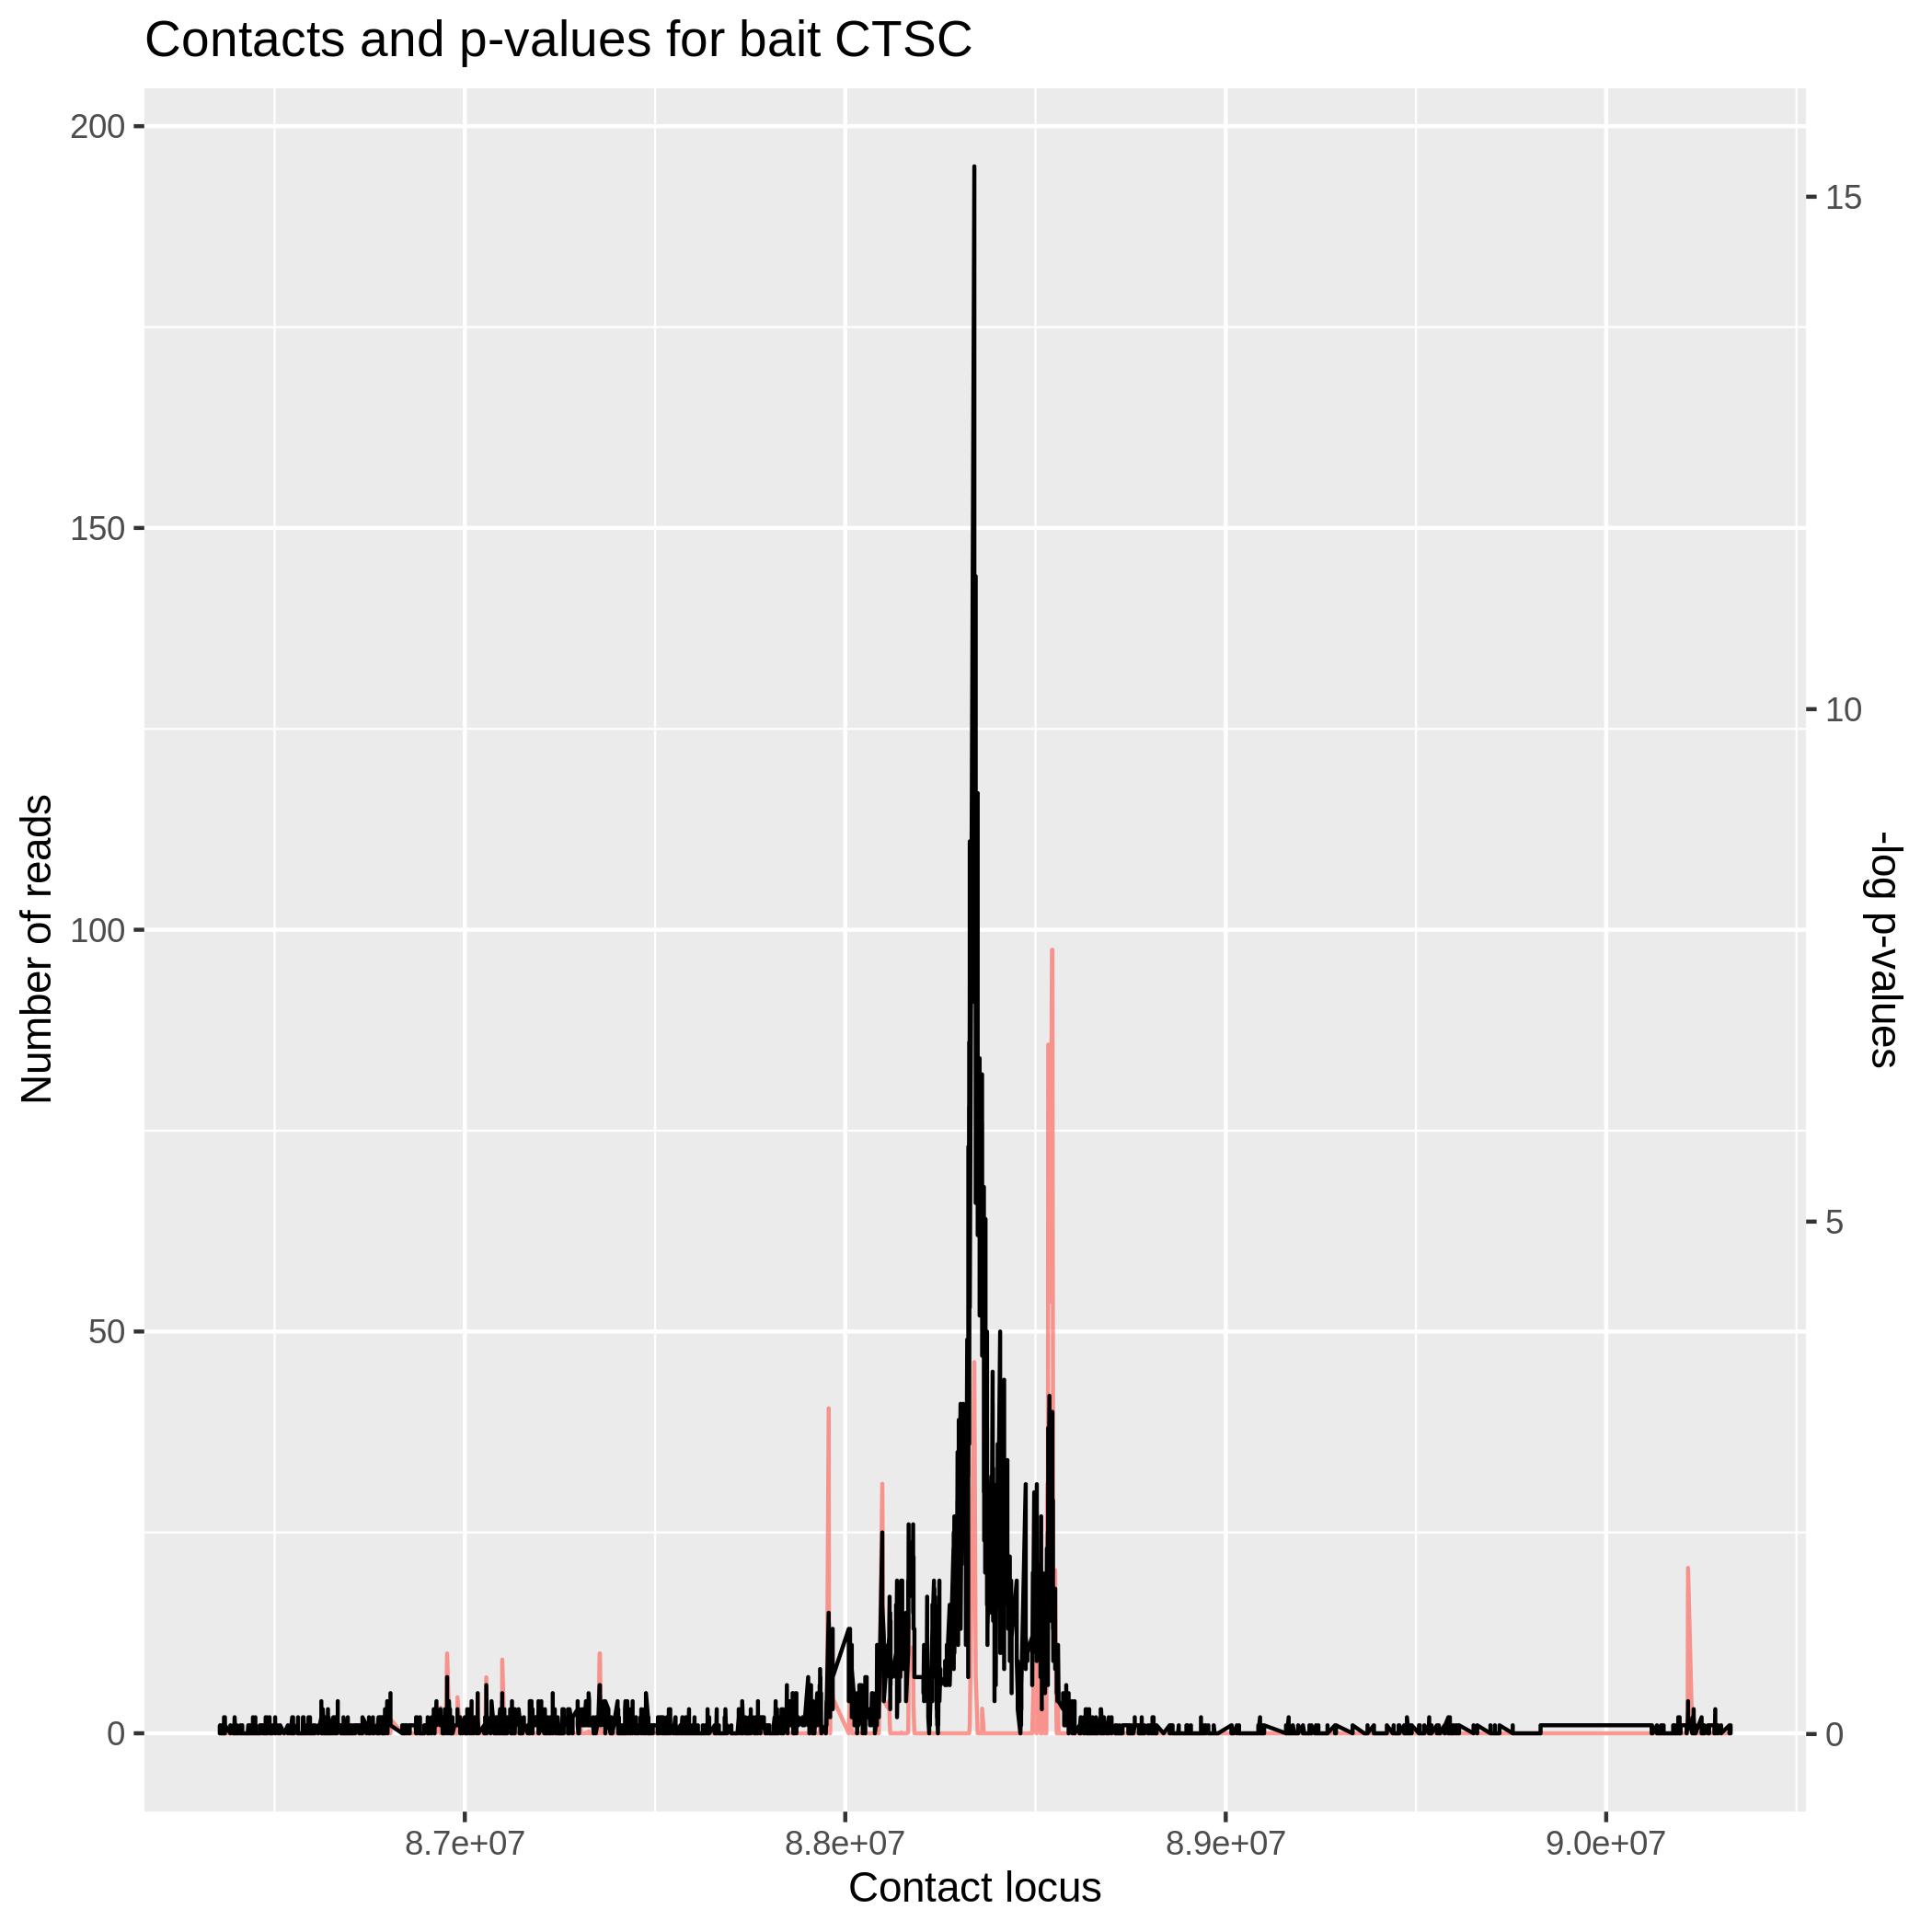 Contacts and p-values for bait CTSC
200
150
100
50
0
Number of reads
15
10
5
0
-log p-values
8.7e+07
8.8e+07
8.9e+07
9.0e+07
Contact locus